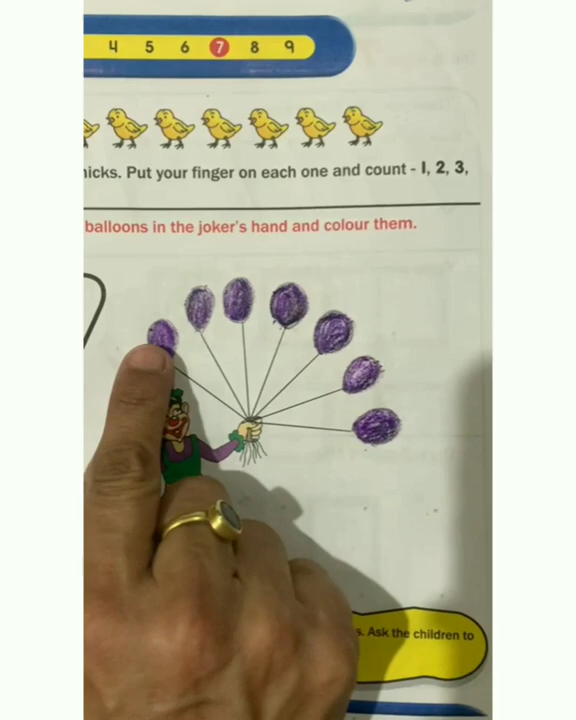 4 5 6 7 8 9
hicks. Put your finger on each one and count - 1, 2, 3,
balloons in the joker's hand and colour them.
s. Ask the children to